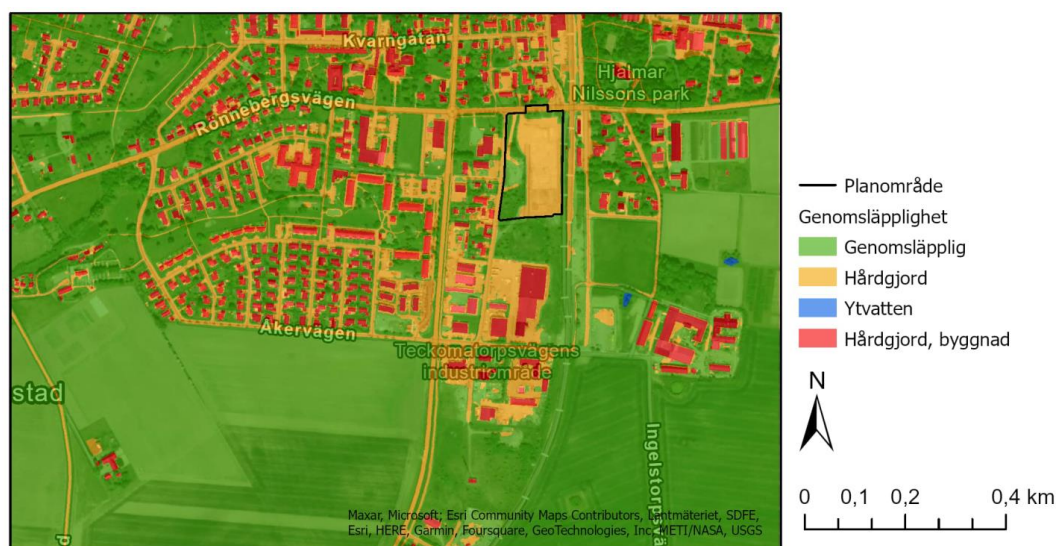 Kvarngatan
Hjalmar
Nilssons park
Rönnebergsvägen
Åkervägen
Teckomatorpsvägens
industriområde
stad
Ingelstorpsvä
Maxar, Microsoft; Esri Community Maps Contributors, Lantmäteriet, SDFE,
Esri, HERE, Garmin, Foursquare, GeoTechnologies, Inc, METI/NASA, USGS
Planområde
Genomsläpplighet
Genomsläpplig
Hårdgjord
Ytvatten
Hårdgjord, byggnad
N
0 0,1 0,2 0,4 km